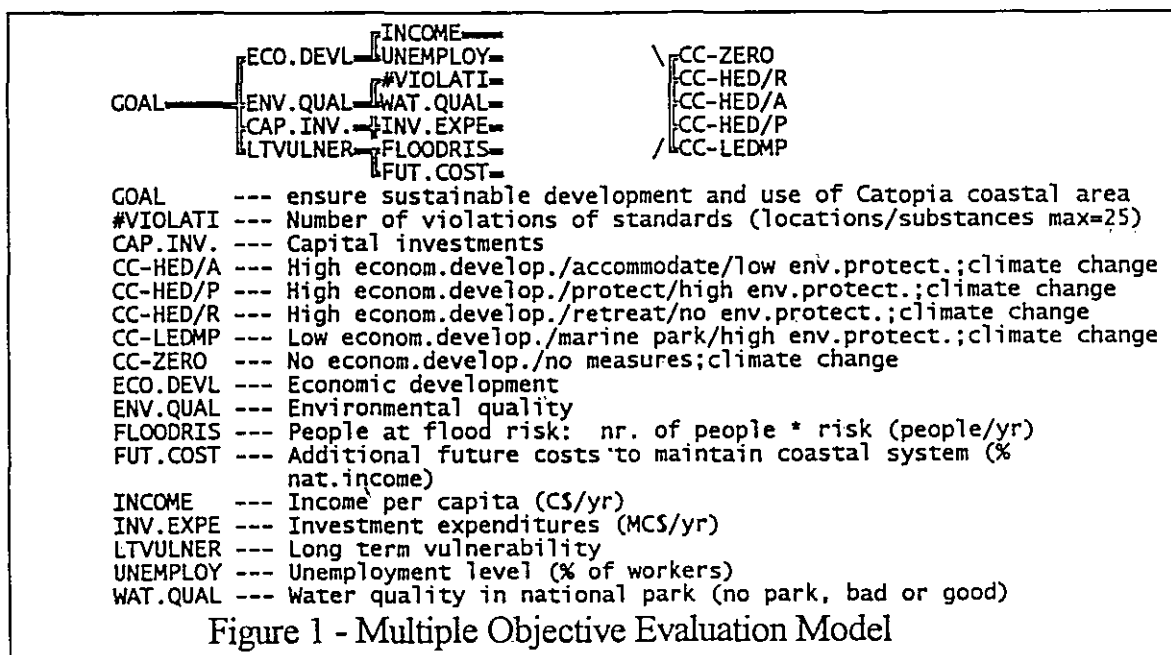 INCOME
ECO.DEVL UNEMPLOY \ CC-ZERO
#VIOLATI CC-HED/R
GOAL ENV.QUAL WAT.QUAL CC-HED/A
CAP.INV. INV.EXPE CC-HED/P
LTVULNER FLOODRIS / CC-LEDMP
FUT.COST
GOAL --- ensure sustainable development and use of Catopia coastal area
#VIOLATI --- Number of violations of standards (locations/substances max=25)
CAP.INV. --- Capital investments
CC-HED/A --- High econom.develop./accommodate/low env.protect.;climate change
CC-HED/P --- High econom.develop./protect/high env.protect.;climate change
CC-HED/R --- High econom.develop./retreat/no env.protect.;climate change
CC-LEDMP --- Low econom.develop./marine park/high env.protect.;climate change
CC-ZERO --- No econom.develop./no measures;climate change
ECO.DEVL --- Economic development
ENV.QUAL --- Environmental quality
FLOODRIS --- People at flood risk: nr. of people * risk (people/yr)
FUT.COST --- Additional future costs to maintain coastal system (%
nat.income)
INCOME --- Income per capita (C$/yr)
INV.EXPE --- Investment expenditures (MC$/yr)
LTVULNER --- Long term vulnerability
UNEMPLOY --- Unemployment level (% of workers)
WAT.QUAL --- Water quality in national park (no park, bad or good)
Figure 1 - Multiple Objective Evaluation Model